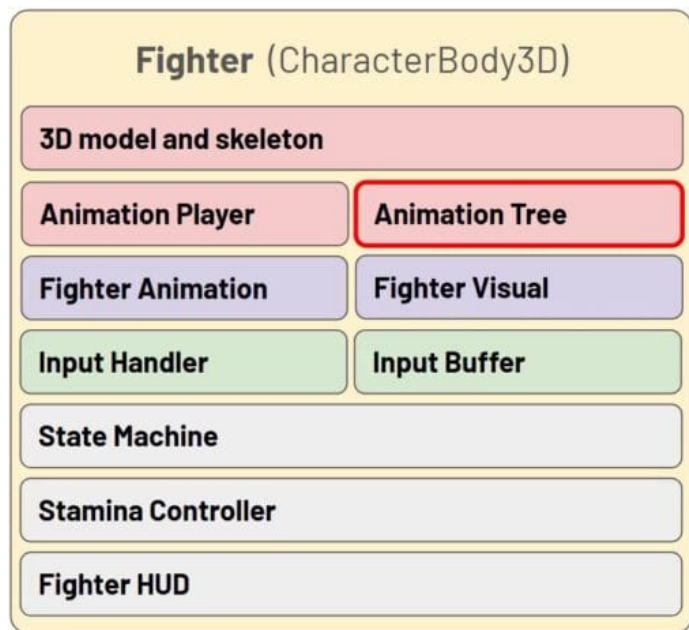 Fighter (CharacterBody3D)
3D model and skeleton
Animation Player
Animation Tree
Fighter Animation
Fighter Visual
Input Handler
Input Buffer
State Machine
Stamina Controller
Fighter HUD